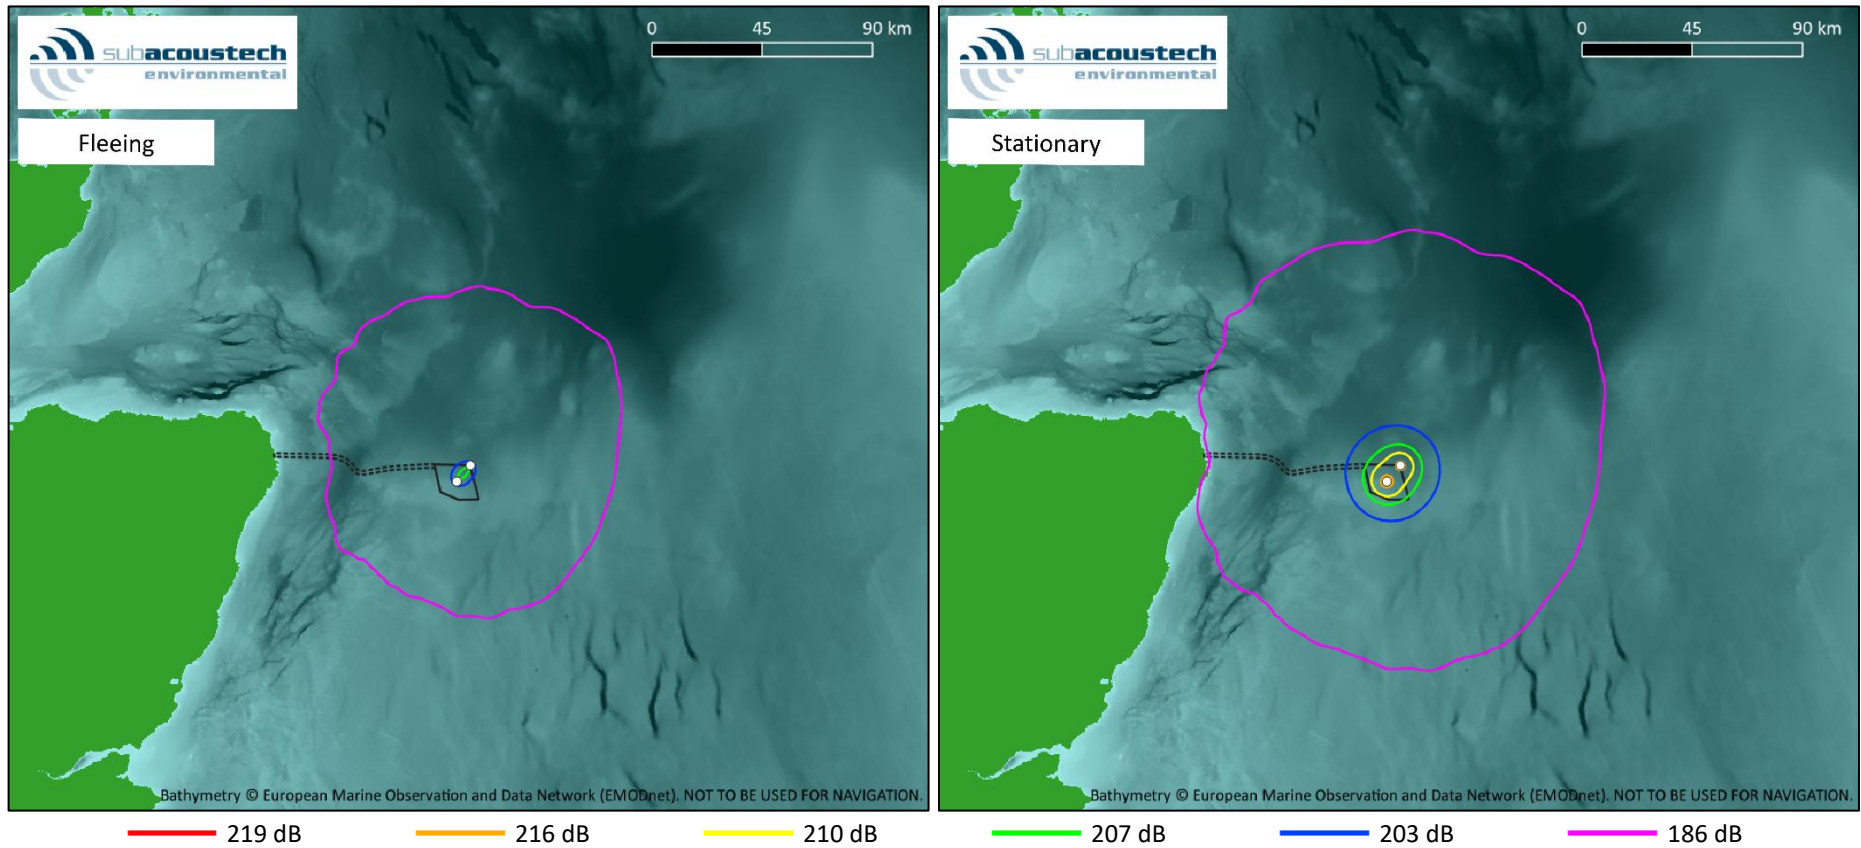 subacoustech
environmental
Fleeing
0 45 90 km
Bathymetry © European Marine Observation and Data Network (EMODnet). NOT TO BE USED FOR NAVIGATION.
subacoustech
environmental
Stationary
0 45 90 km
Bathymetry © European Marine Observation and Data Network (EMODnet). NOT TO BE USED FOR NAVIGATION.
219 dB 216 dB 210 dB 207 dB 203 dB 186 dB